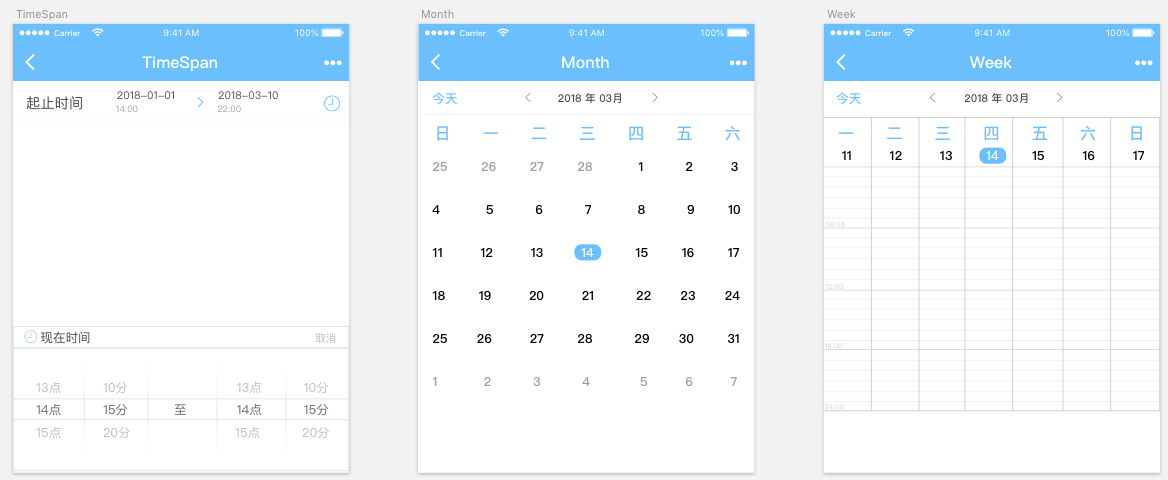 TimeSpan
Carrier 9:41 AM 100%
TimeSpan
起止时间 2018-01-01 2018-03-10
14:00 22:00
现在时间 取消
13点 10分 13点 10分
14点 15分 至 14点 15分
15点 20分 15点 20分
Month
Carrier 9:41 AM 100%
Month
今天 2018 年 03月
日 一 二 三 四 五 六
25 26 27 28 1 2 3
4 5 6 7 8 9 10
11 12 13 14 15 16 17
18 19 20 21 22 23 24
25 26 27 28 29 30 31
1 2 3 4 5 6 7
Week
Carrier 9:41 AM 100%
Week
今天 2018 年 03月
一 二 三 四 五 六 日
11 12 13 14 15 16 17
06:00
12:00
18:00
24:00